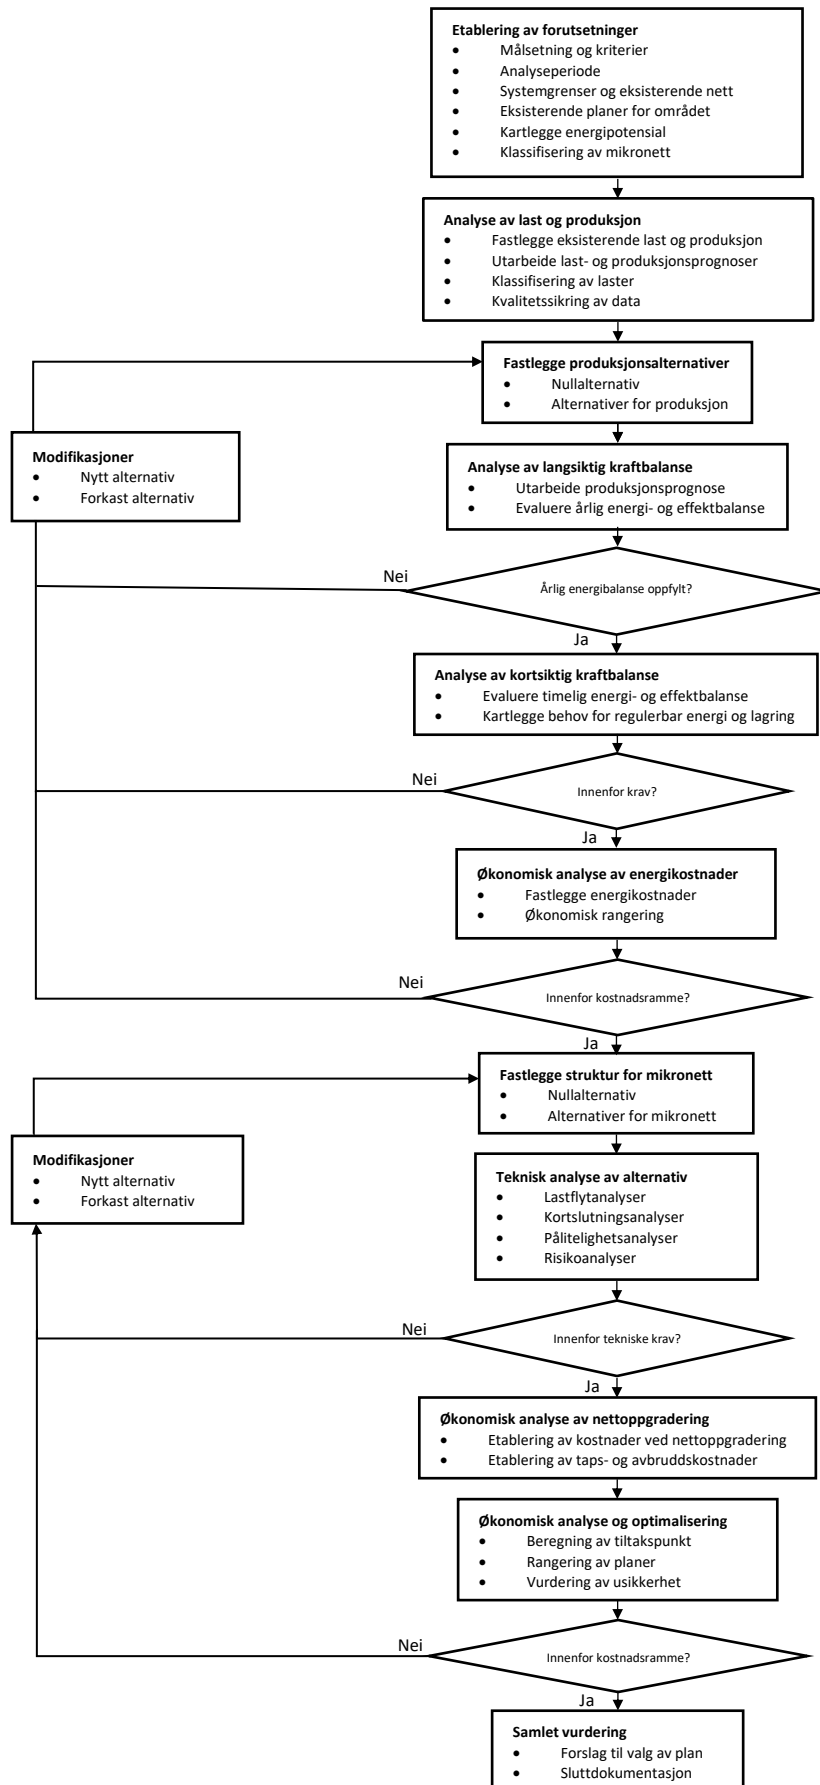 Etablering av forutsetninger
• Målsetning og kriterier
• Analyseperiode
• Systemgrenser og eksisterende nett
• Eksisterende planer for området
• Kartlegge energipotensial
• Klassifisering av mikronett
Analyse av last og produksjon
• Fastlegge eksisterende last og produksjon
• Utarbeide last- og produksjonsprognoser
• Klassifisering av laster
• Kvalitetssikring av data
Fastlegge produksjonsalternativer
• Nullalternativ
• Alternativer for produksjon
Modifikasjoner
• Nytt alternativ
• Forkast alternativ
Analyse av langsiktig kraftbalanse
• Utarbeide produksjonsprognose
• Evaluere årlig energi- og effektbalanse
Nei
Årlig energibalanse oppfylt?
Ja
Analyse av kortsiktig kraftbalanse
• Evaluere timelig energi- og effektbalanse
• Kartlegge behov for regulerbar energi og lagring
Nei
Innenfor krav?
Ja
Økonomisk analyse av energikostnader
• Fastlegge energikostnader
• Økonomisk rangering
Nei
Innenfor kostnadsramme?
Ja
Fastlegge struktur for mikronett
• Nullalternativ
• Alternativer for mikronett
Modifikasjoner
• Nytt alternativ
• Forkast alternativ
Teknisk analyse av alternativ
• Lastflytanalyser
• Kortslutningsanalyser
• Pålitelighetsanalyser
• Risikoanalyser
Nei
Innenfor tekniske krav?
Ja
Økonomisk analyse av nettoppgradering
• Etablering av kostnader ved nettoppgradering
• Etablering av taps- og avbruddskostnader
Økonomisk analyse og optimalisering
• Beregning av tiltakspunkt
• Rangering av planer
• Vurdering av usikkerhet
Nei
Innenfor kostnadsramme?
Ja
Samlet vurdering
• Forslag til valg av plan
• Sluttdokumentasjon